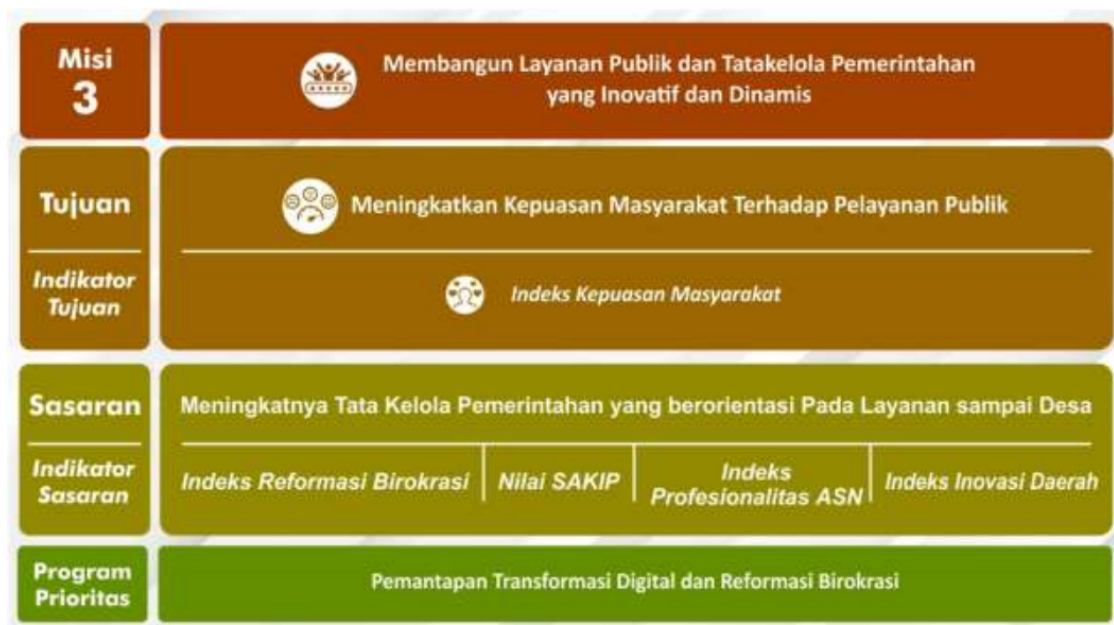 Misi
3
Membangun Layanan Publik dan Tatakelola Pemerintahan
yang Inovatif dan Dinamis
Tujuan
Meningkatkan Kepuasan Masyarakat Terhadap Pelayanan Publik
Indikator
Tujuan
Indeks Kepuasan Masyarakat
Sasaran
Meningkatnya Tata Kelola Pemerintahan yang berorientasi Pada Layanan sampai Desa
Indikator
Sasaran
Indeks Reformasi Birokrasi
Nilai SAKIP
Indeks
Profesionalitas ASN
Indeks Inovasi Daerah
Program
Prioritas
Pemantapan Transformasi Digital dan Reformasi Birokrasi